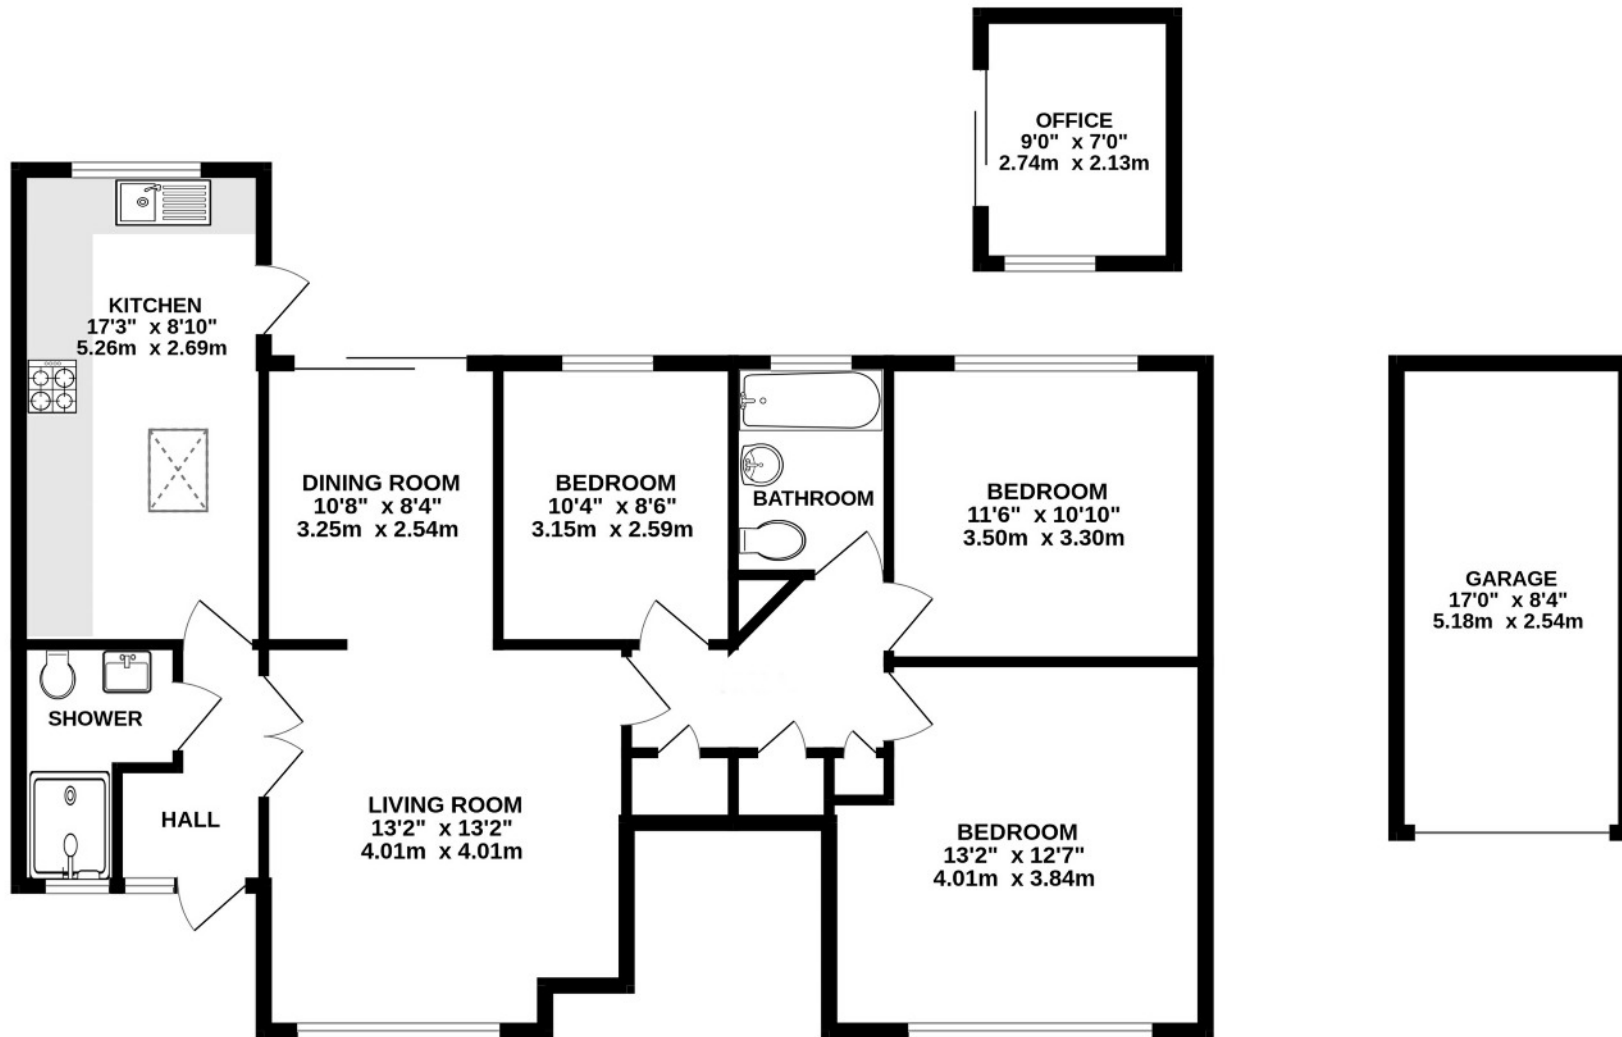 OFFICE
9'0" x 7'0"
2.74m x 2.13m
KITCHEN
17'3" x 8'10"
5.26m x 2.69m
DINING ROOM
10'8" x 8'4"
3.25m x 2.54m
BEDROOM
10'4" x 8'6"
3.15m x 2.59m
BATHROOM
BEDROOM
11'6" x 10'10"
3.50m x 3.30m
GARAGE
17'0" x 8'4"
5.18m x 2.54m
SHOWER
HALL
LIVING ROOM
13'2" x 13'2"
4.01m x 4.01m
BEDROOM
13'2" x 12'7"
4.01m x 3.84m